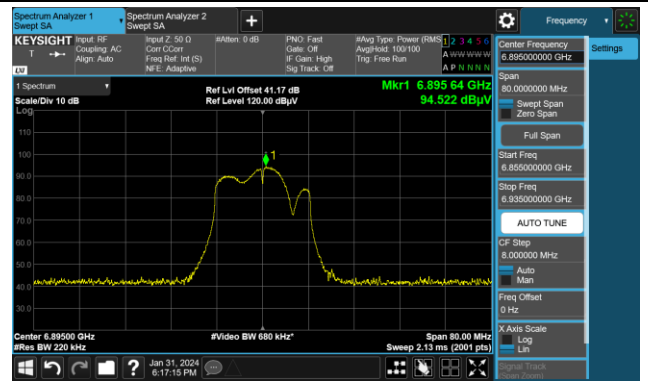 Spectrum Analyzer 1
Swept SA
Spectrum Analyzer 2
Swept SA
+
Frequency
KEYSIGHT
T
LXI
Input: RF
Coupling: AC
Align: Auto
Input Z: 50 Ω
Corr CCorr
Freq Ref: Int (S)
NFE: Adaptive
#Atten: 0 dB
PNO: Fast
Gate: Off
IF Gain: High
Sig Track: Off
#Avg Type: Power (RMS
Avg|Hold: 100/100
Trig: Free Run
1 2 3 4 5 6
A W W W W W
A P N N N N
1 Spectrum
Scale/Div 10 dB
Log
Ref Lvl Offset 41.17 dB
Ref Level 120.00 dBµV
Mkr1 6.895 64 GHz
94.522 dBµV
110
100
90.0
80.0
70.0
60.0
50.0
40.0
30.0
1
Center 6.89500 GHz
#Res BW 220 kHz
#Video BW 680 kHz*
Span 80.00 MHz
Sweep 2.13 ms (2001 pts)
Center Frequency
6.895000000 GHz
Settings
Span
80.0000000 MHz
Swept Span
Zero Span
Full Span
Start Freq
6.855000000 GHz
Stop Freq
6.935000000 GHz
AUTO TUNE
CF Step
8.000000 MHz
Auto
Man
Freq Offset
0 Hz
X Axis Scale
Log
Lin
Signal Track
(Span Zoom)
?
Jan 31, 2024
6:17:15 PM